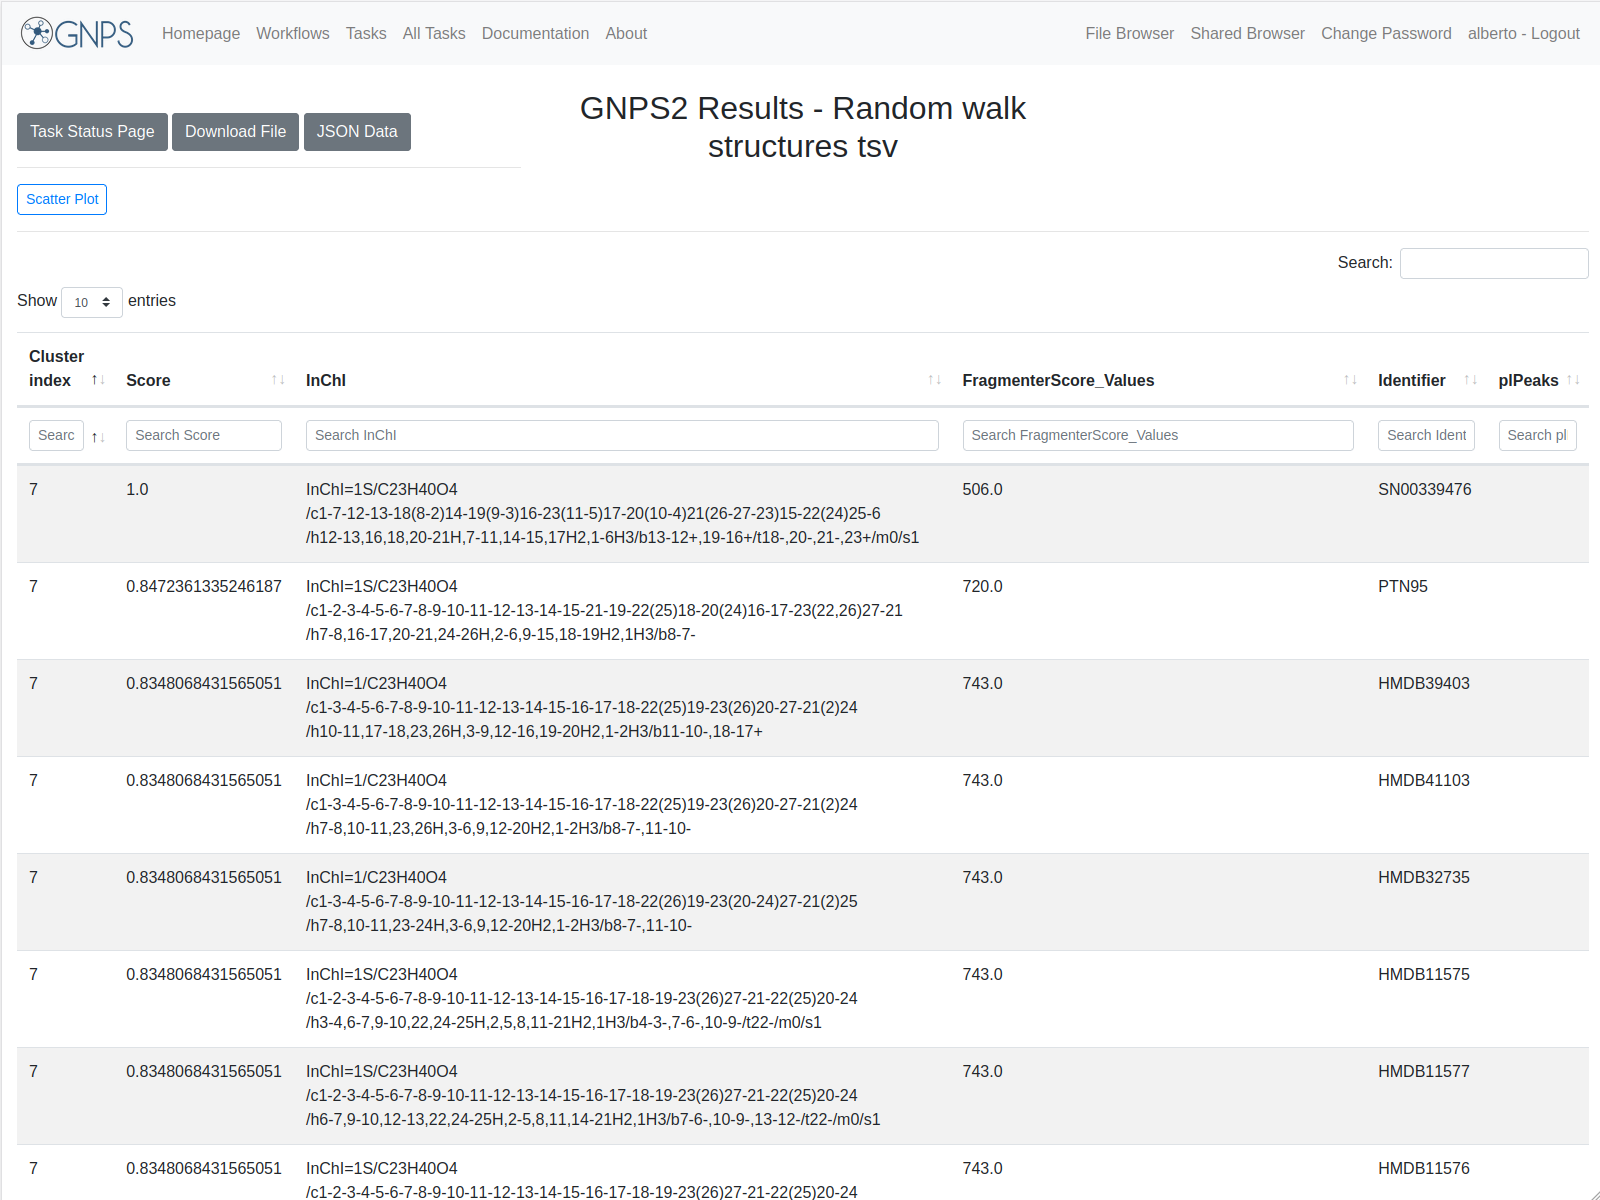 GNPS Homepage Workflows Tasks All Tasks Documentation About File Browser Shared Browser Change Password alberto - Logout
GNPS2 Results - Random walk
structures tsv
Task Status Page Download File JSON Data
Scatter Plot
Search:
Show 10 entries
Cluster
index ↑↓ Score ↑↓ InChI ↑↓ FragmenterScore_Values ↑↓ Identifier ↑↓ plPeaks ↑↓
Searc ↑↓ Search Score Search InChI Search FragmenterScore_Values Search Ident Search pl
7 1.0 InChI=1S/C23H40O4 506.0 SN00339476
/c1-7-12-13-18(8-2)14-19(9-3)16-23(11-5)17-20(10-4)21(26-27-23)15-22(24)25-6
/h12-13,16,18,20-21H,7-11,14-15,17H2,1-6H3/b13-12+,19-16+/t18-,20-,21-,23+/m0/s1
7 0.8472361335246187 InChI=1S/C23H40O4 720.0 PTN95
/c1-2-3-4-5-6-7-8-9-10-11-12-13-14-15-21-19-22(25)18-20(24)16-17-23(22,26)27-21
/h7-8,16-17,20-21,24-26H,2-6,9-15,18-19H2,1H3/b8-7-
7 0.8348068431565051 InChI=1/C23H40O4 743.0 HMDB39403
/c1-3-4-5-6-7-8-9-10-11-12-13-14-15-16-17-18-22(25)19-23(26)20-27-21(2)24
/h10-11,17-18,23,26H,3-9,12-16,19-20H2,1-2H3/b11-10-,18-17+
7 0.8348068431565051 InChI=1/C23H40O4 743.0 HMDB41103
/c1-3-4-5-6-7-8-9-10-11-12-13-14-15-16-17-18-22(25)19-23(26)20-27-21(2)24
/h7-8,10-11,23,26H,3-6,9,12-20H2,1-2H3/b8-7-,11-10-
7 0.8348068431565051 InChI=1/C23H40O4 743.0 HMDB32735
/c1-3-4-5-6-7-8-9-10-11-12-13-14-15-16-17-18-22(26)19-23(20-24)27-21(2)25
/h7-8,10-11,23-24H,3-6,9,12-20H2,1-2H3/b8-7-,11-10-
7 0.8348068431565051 InChI=1S/C23H40O4 743.0 HMDB11575
/c1-2-3-4-5-6-7-8-9-10-11-12-13-14-15-16-17-18-19-23(26)27-21-22(25)20-24
/h3-4,6-7,9-10,22,24-25H,2,5,8,11-21H2,1H3/b4-3-,7-6-,10-9-/t22-/m0/s1
7 0.8348068431565051 InChI=1S/C23H40O4 743.0 HMDB11577
/c1-2-3-4-5-6-7-8-9-10-11-12-13-14-15-16-17-18-19-23(26)27-21-22(25)20-24
/h6-7,9-10,12-13,22,24-25H,2-5,8,11,14-21H2,1H3/b7-6-,10-9-,13-12-/t22-/m0/s1
7 0.8348068431565051 InChI=1S/C23H40O4 743.0 HMDB11576
/c1-2-3-4-5-6-7-8-9-10-11-12-13-14-15-16-17-18-19-23(26)27-21-22(25)20-24